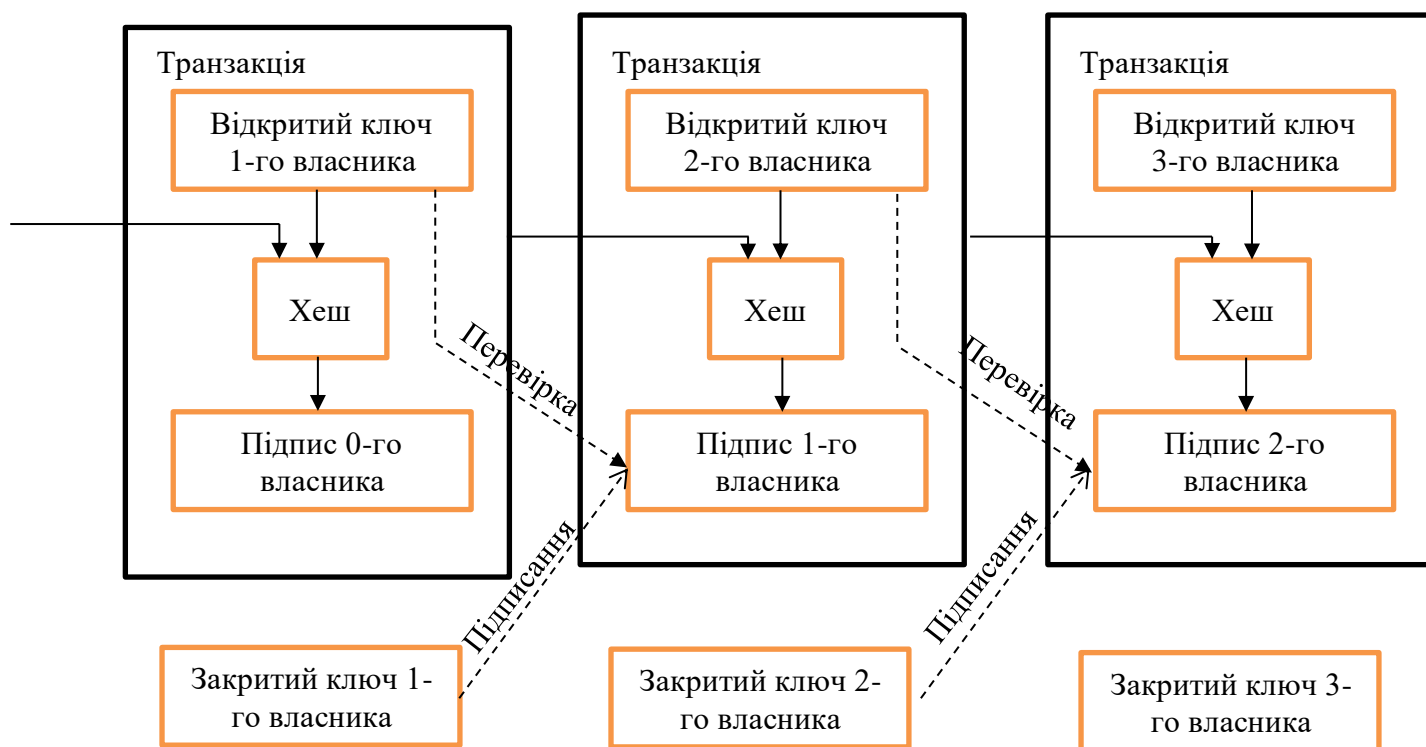 Транзакція
Відкритий ключ
1-го власника
Хеш
Підпис 0-го
власника
Транзакція
Відкритий ключ
2-го власника
Хеш
Підпис 1-го
власника
Транзакція
Відкритий ключ
3-го власника
Хеш
Підпис 2-го
власника
Перевірка
Перевірка
Підписання
Підписання
Закритий ключ 1-
го власника
Закритий ключ 2-
го власника
Закритий ключ 3-
го власника